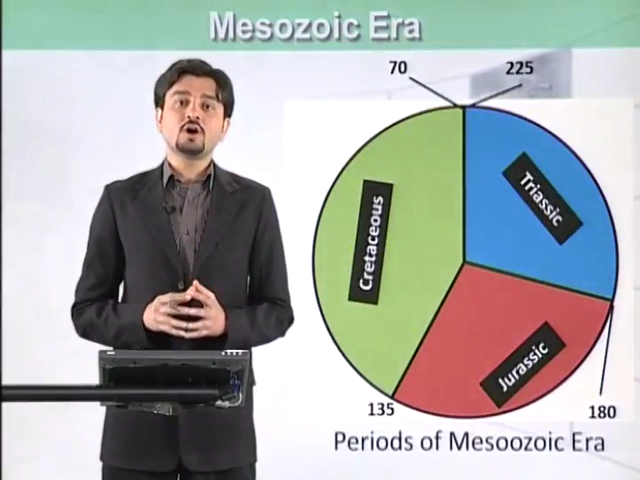 Mesozoic Era
70
225
Triassic
Cretaceous
Jurassic
135
180
Periods of Mesoozoic Era